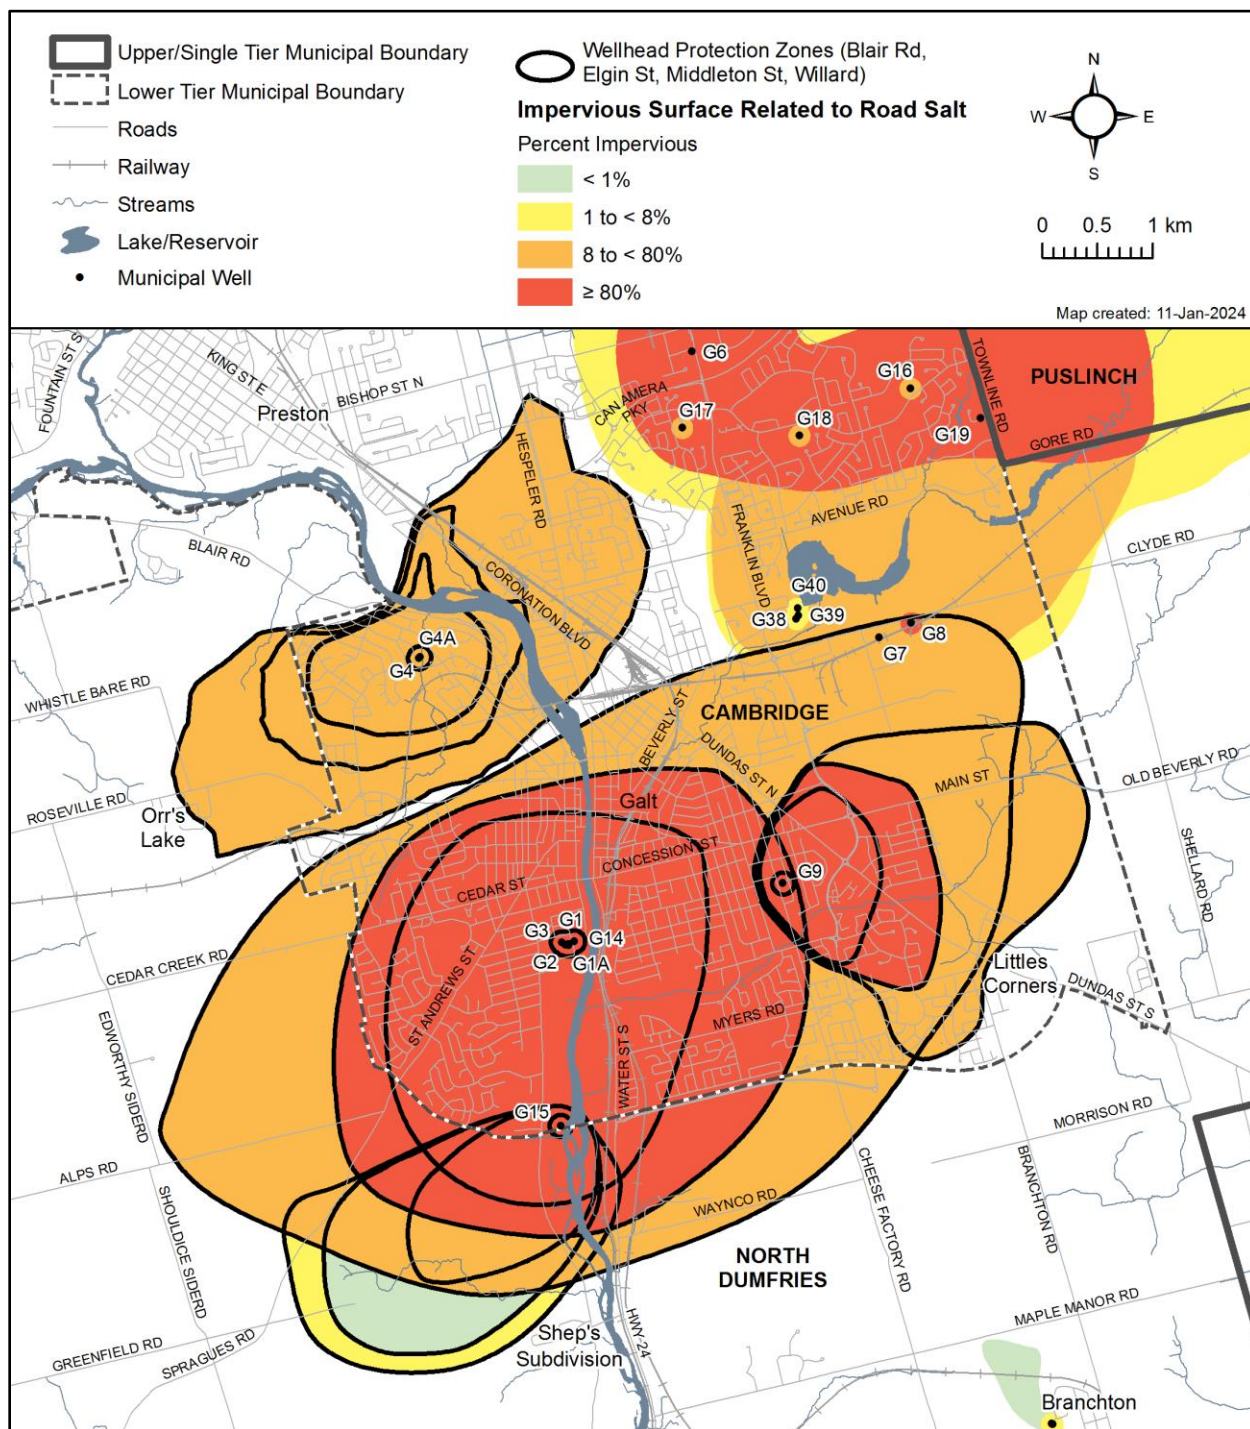 Upper/Single Tier Municipal Boundary
Lower Tier Municipal Boundary
Roads
Railway
Streams
Lake/Reservoir
Municipal Well
Wellhead Protection Zones (Blair Rd,
Elgin St, Middleton St, Willard)
Impervious Surface Related to Road Salt
Percent Impervious
< 1%
1 to < 8%
8 to < 80%
≥ 80%
N
W
E
S
0 0.5 1 km
Map created: 11-Jan-2024
FOUNTAIN ST S
KING ST E
Preston
BISHOP ST N
HESPELER RD
CAN AMERA
PKY
G6
G17
G18
G16
G19
TOWNLINE RD
PUSLINCH
GORE RD
AVENUE RD
FRANKLIN BLVD
CLYDE RD
BLAIR RD
CORONATION BLVD
G40
G39
G38
G8
G7
G4A
G4
WHISTLE BARE RD
CAMBRIDGE
BEVERLY ST
DUNDAS ST N
MAIN ST
OLD BEVERLY RD
ROSEVILLE RD
Orr's
Lake
Galt
CONCESSION ST
CEDAR ST
G9
SHELLARD RD
G1
G3
G14
G2
G1A
CEDAR CREEK RD
ST ANDREWS ST
Littles
Corners
DUNDAS ST S
MYERS RD
EDWORTHY SIDERD
WATER ST S
G15
MORRISON RD
ALPS RD
SHOULDICE SIDERD
WAYNCO RD
CHEESE FACTORY RD
BRANCHTON RD
NORTH
DUMFRIES
MAPLE MANOR RD
GREENFIELD RD
SPRAGUES RD
Shep's
Subdivision
HWY-24
Branchton